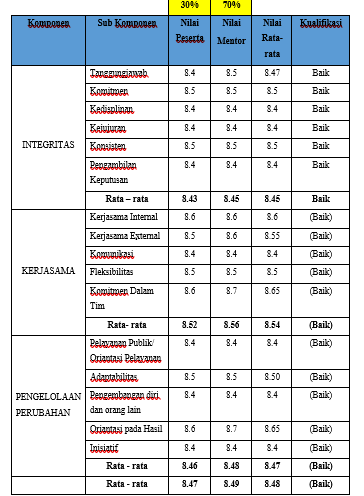 30% 70%
Komponen Sub Komponen Nilai Peserta Nilai Mentor Nilai Rata-rata Kualifikasi
INTEGRITAS
Tanggungjawab 8.4 8.5 8.47 Baik
Komitmen 8.5 8.5 8.5 Baik
Kedisplinan 8.4 8.4 8.4 Baik
Kejujuran 8.4 8.4 8.4 Baik
Konsisten 8.5 8.5 8.5 Baik
Pengambilan Keputusan 8.4 8.4 8.4 Baik
Rata – rata 8.43 8.45 8.45 Baik
KERJASAMA
Kerjasama Internal 8.6 8.6 8.6 (Baik)
Kerjasama External 8.5 8.6 8.55 (Baik)
Komunikasi 8.4 8.4 8.4 (Baik)
Fleksibilitas 8.5 8.5 8.5 (Baik)
Komitmen Dalam Tim 8.6 8.7 8.65 (Baik)
Rata- rata 8.52 8.56 8.54 (Baik)
PENGELOLAAN PERUBAHAN
Pelayanan Publik/ Oriantasi Pelayanan 8.4 8.4 8.4 (Baik)
Adaptabilitas 8.5 8.5 8.50 (Baik)
Pengembangan diri dan orang lain 8.4 8.4 8.4 (Baik)
Oriantasi pada Hasil 8.6 8.7 8.65 (Baik)
Inisiatif 8.4 8.4 8.4 (Baik)
Rata - rata 8.46 8.48 8.47 (Baik)
Rata - rata 8.47 8.49 8.48 (Baik)